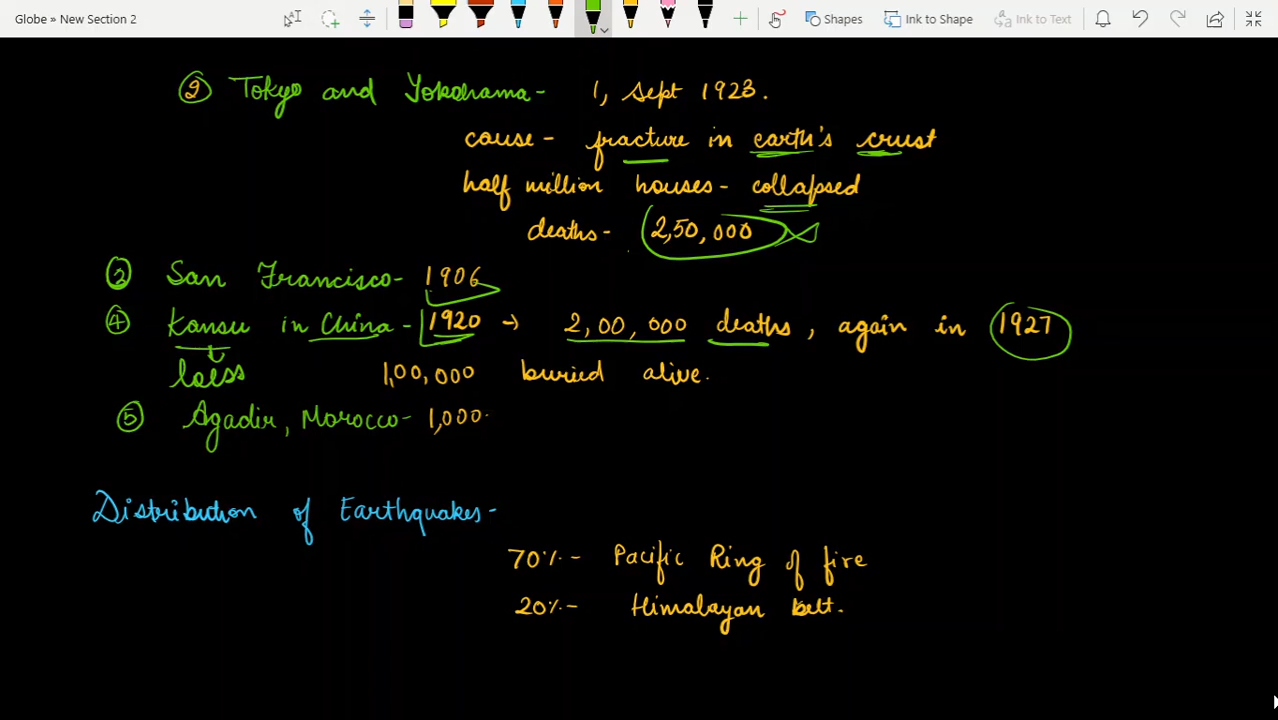 Globe » New Section 2
Shapes Ink to Shape Ink to Text
② Tokyo and Yokohama- 1, Sept 1923.
cause- fracture in earth's crust
half million houses- collapsed
deaths- 2,50,000
③ San Francisco- 1906
④ Kansu in China- 1920 → 2,00,000 deaths, again in 1927
loess 1,00,000 buried alive.
⑤ Agadir, Morocco- 1,000.
Distribution of Earthquakes-
70%- Pacific Ring of fire
20%- Himalayan belt.